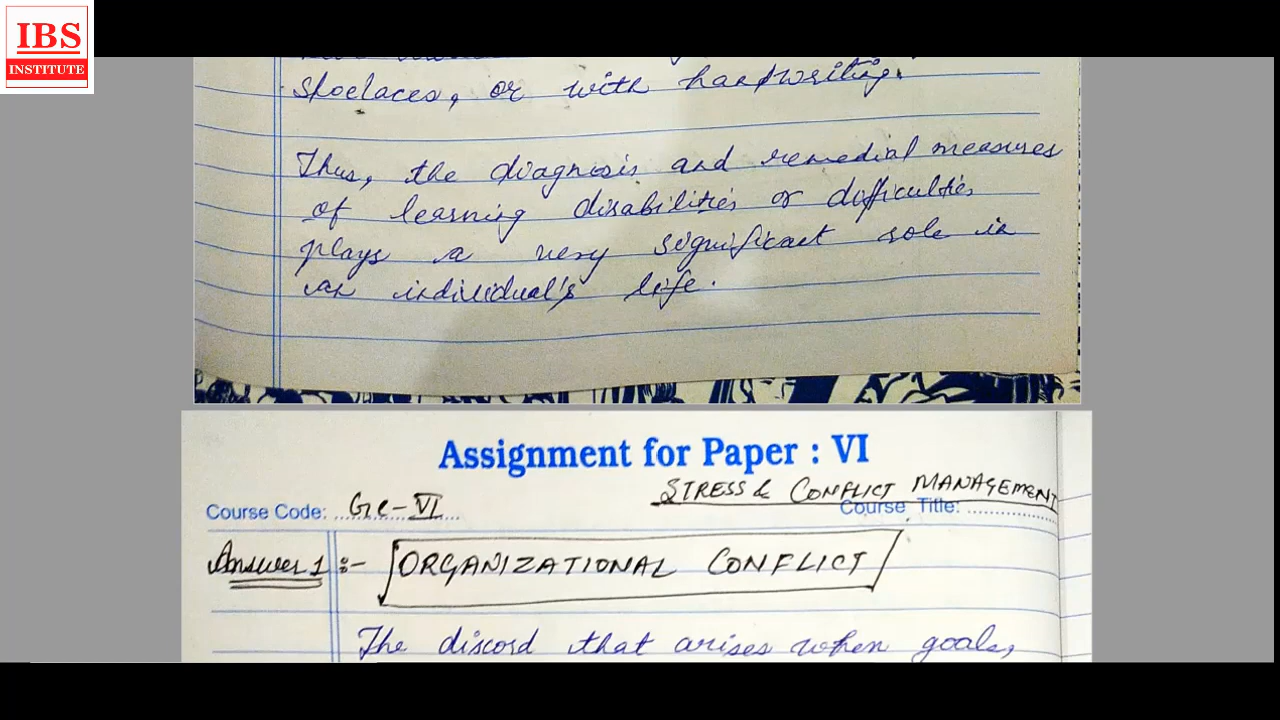 IBS
INSTITUTE
shoelaces, or with handwriting.
Thus, the diagnosis and remedial measures
of learning disabilities or difficulties
plays a very significant role in
an individual's life.
Assignment for Paper : VI
STRESS & CONFLICT MANAGEMENT
Course Code: GE-VI Course Title:
Answer 1 :- ORGANIZATIONAL CONFLICT
The discord that arises when goals,